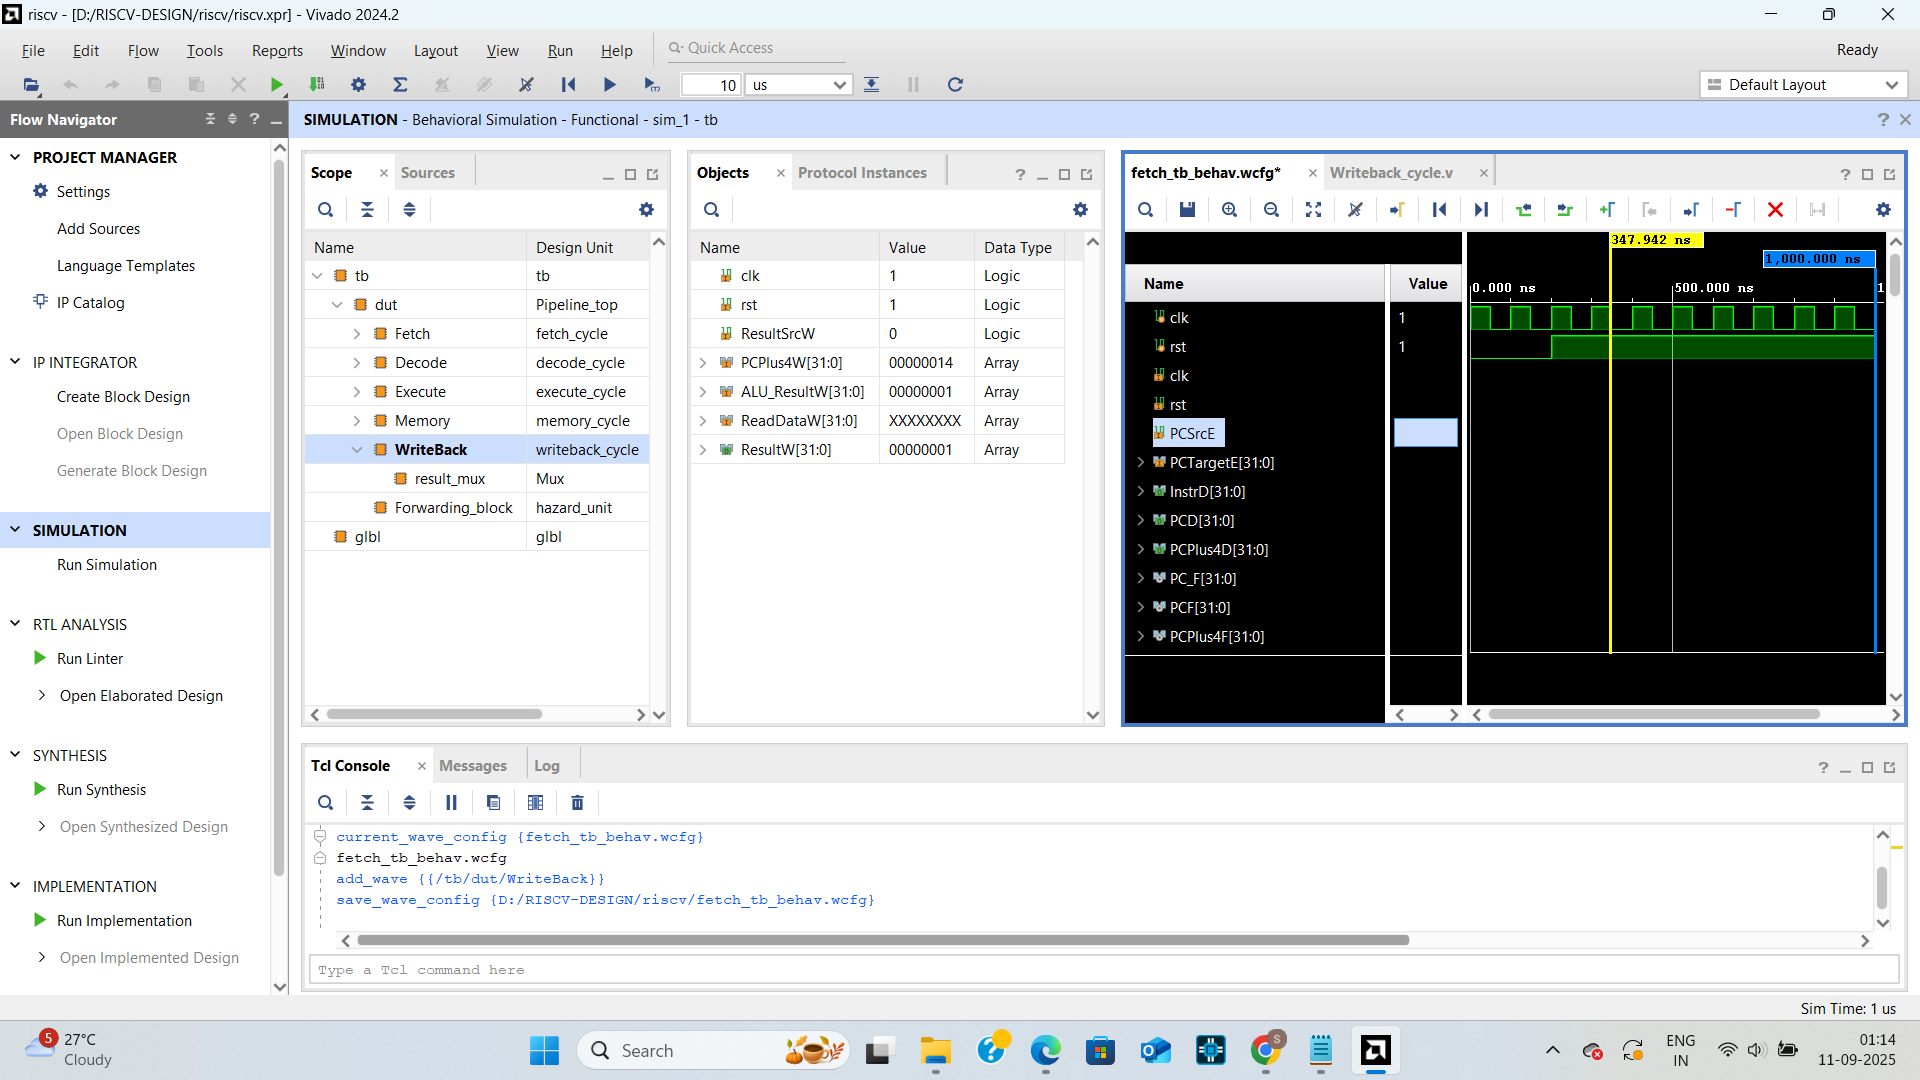 riscv - [D:/RISCV-DESIGN/riscv/riscv.xpr] - Vivado 2024.2
File Edit Flow Tools Reports Window Layout View Run Help Quick Access Ready
10 us Default Layout
Flow Navigator
SIMULATION - Behavioral Simulation - Functional - sim_1 - tb
PROJECT MANAGER
Settings
Add Sources
Language Templates
IP Catalog
IP INTEGRATOR
Create Block Design
Open Block Design
Generate Block Design
SIMULATION
Run Simulation
RTL ANALYSIS
Run Linter
Open Elaborated Design
SYNTHESIS
Run Synthesis
Open Synthesized Design
IMPLEMENTATION
Run Implementation
Open Implemented Design
Scope Sources
Name Design Unit
tb tb
dut Pipeline_top
Fetch fetch_cycle
Decode decode_cycle
Execute execute_cycle
Memory memory_cycle
WriteBack writeback_cycle
result_mux Mux
Forwarding_block hazard_unit
glbl glbl
Objects Protocol Instances
Name Value Data Type
clk 1 Logic
rst 1 Logic
ResultSrcW 0 Logic
PCPlus4W[31:0] 00000014 Array
ALU_ResultW[31:0] 00000001 Array
ReadDataW[31:0] XXXXXXXX Array
ResultW[31:0] 00000001 Array
fetch_tb_behav.wcfg* Writeback_cycle.v
347.942 ns
1,000.000 ns
Name Value
0.000 ns 500.000 ns 1
clk 1
rst 1
clk
rst
PCSrcE
PCTargetE[31:0]
InstrD[31:0]
PCD[31:0]
PCPlus4D[31:0]
PC_F[31:0]
PCF[31:0]
PCPlus4F[31:0]
Tcl Console Messages Log
current_wave_config {fetch_tb_behav.wcfg}
fetch_tb_behav.wcfg
add_wave {{/tb/dut/WriteBack}}
save_wave_config {D:/RISCV-DESIGN/riscv/fetch_tb_behav.wcfg}
Type a Tcl command here
Sim Time: 1 us
5
27°C
Cloudy
Search
S
ENG
IN
01:14
11-09-2025